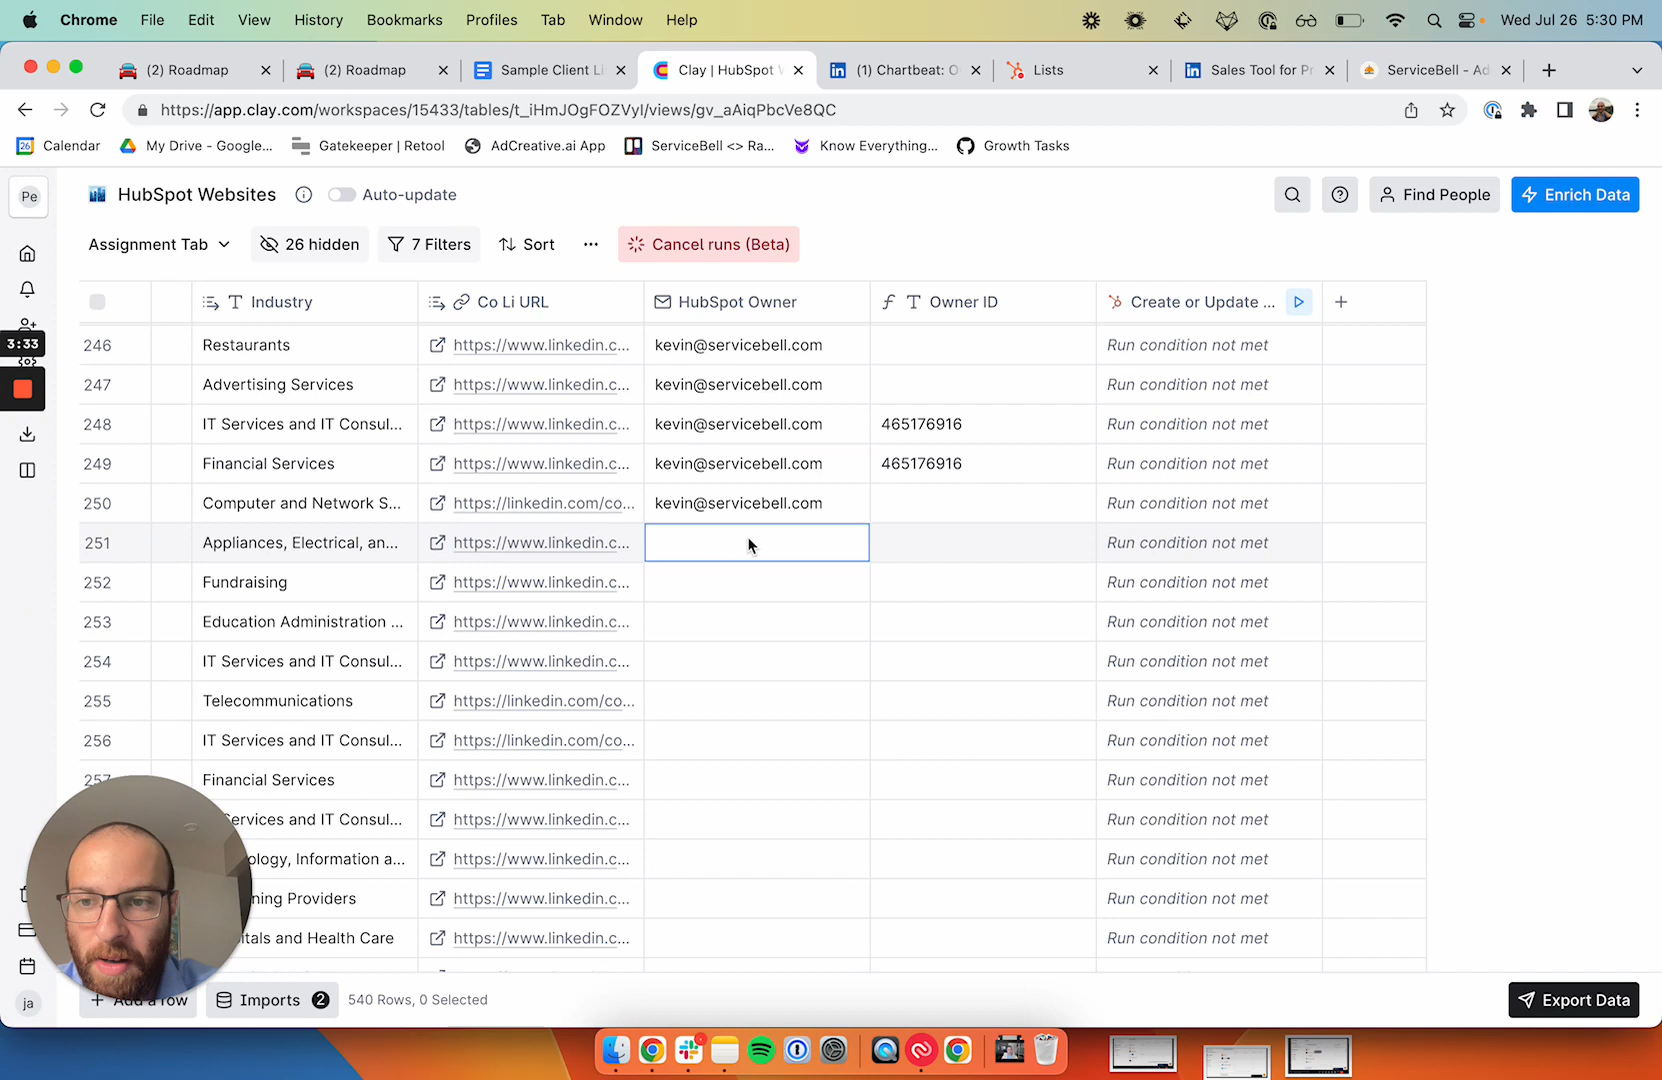 Chrome File Edit View History Bookmarks Profiles Tab Window Help Wed Jul 26 5:30 PM
(2) Roadmap (2) Roadmap Sample Client Li Clay | HubSpot (1) Chartbeat: O Lists Sales Tool for Pr ServiceBell - Ad
https://app.clay.com/workspaces/15433/tables/t_iHmJOgFOZVyI/views/gv_aAiqPbcVe8QC
26 Calendar My Drive - Google... Gatekeeper | Retool AdCreative.ai App ServiceBell <> Ra... Know Everything... Growth Tasks
Pe HubSpot Websites Auto-update Find People Enrich Data
Assignment Tab 26 hidden 7 Filters Sort ... Cancel runs (Beta)
Industry Co Li URL HubSpot Owner Owner ID Create or Update ...
3:33
246 Restaurants https://www.linkedin.c... kevin@servicebell.com Run condition not met
247 Advertising Services https://www.linkedin.c... kevin@servicebell.com Run condition not met
248 IT Services and IT Consul... https://www.linkedin.c... kevin@servicebell.com 465176916 Run condition not met
249 Financial Services https://www.linkedin.c... kevin@servicebell.com 465176916 Run condition not met
250 Computer and Network S... https://linkedin.com/co... kevin@servicebell.com Run condition not met
251 Appliances, Electrical, an... https://www.linkedin.c... Run condition not met
252 Fundraising https://www.linkedin.c... Run condition not met
253 Education Administration ... https://www.linkedin.c... Run condition not met
254 IT Services and IT Consul... https://www.linkedin.c... Run condition not met
255 Telecommunications https://linkedin.com/co... Run condition not met
256 IT Services and IT Consul... https://linkedin.com/co... Run condition not met
257 Financial Services https://www.linkedin.c... Run condition not met
ervices and IT Consul... https://www.linkedin.c... Run condition not met
ology, Information a... https://www.linkedin.c... Run condition not met
ning Providers https://www.linkedin.c... Run condition not met
itals and Health Care https://www.linkedin.c... Run condition not met
ja Add a row Imports 2 540 Rows, 0 Selected Export Data